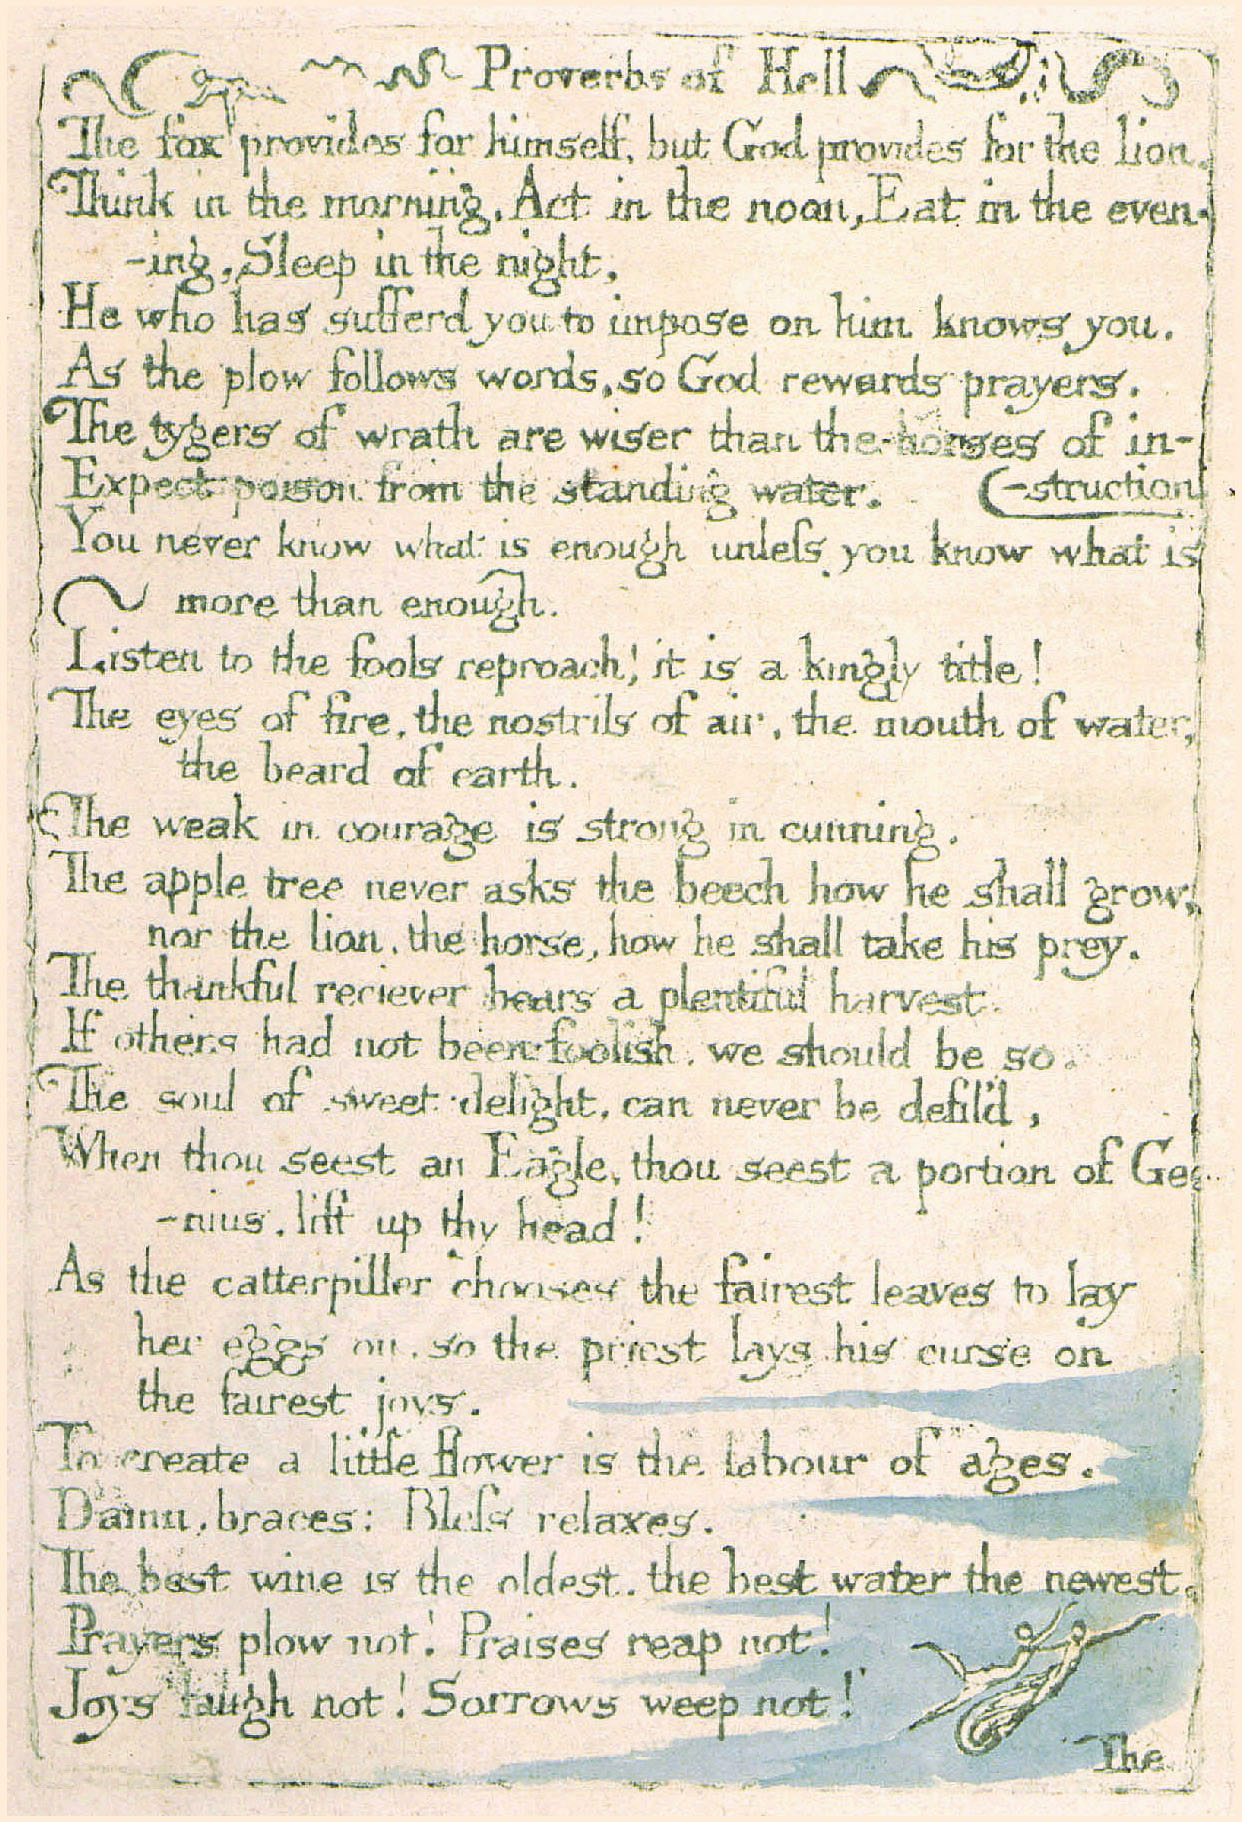 Proverbs of Hell
The fox provides for himself, but God provides for the lion.
Think in the morning, Act in the noon, Eat in the even-
-ing, Sleep in the night,
He who has sufferd you to impose on him knows you.
As the plow follows words, so God rewards prayers.
The tygers of wrath are wiser than the horses of in-
Expect poison from the standing water. (-struction
You never know what is enough unleſs you know what is
more than enough.
Listen to the fools reproach! it is a kingly title!
The eyes of fire, the nostrils of air, the mouth of water,
the beard of earth.
The weak in courage is strong in cunning.
The apple tree never asks the beech how he shall grow,
nor the lion, the horse, how he shall take his prey.
The thankful reciever bears a plentiful harvest.
If others had not been foolish, we should be so.
The soul of sweet delight, can never be defil'd,
When thou seest an Eagle, thou seest a portion of Ge-
-nius, lift up thy head!
As the catterpiller chooses the fairest leaves to lay
her eggs on, so the priest lays his curse on
the fairest joys.
To create a little flower is the labour of ages.
Damn, braces: Bleſs relaxes.
The best wine is the oldest, the best water the newest.
Prayers plow not! Praises reap not!
Joys laugh not! Sorrows weep not!
The